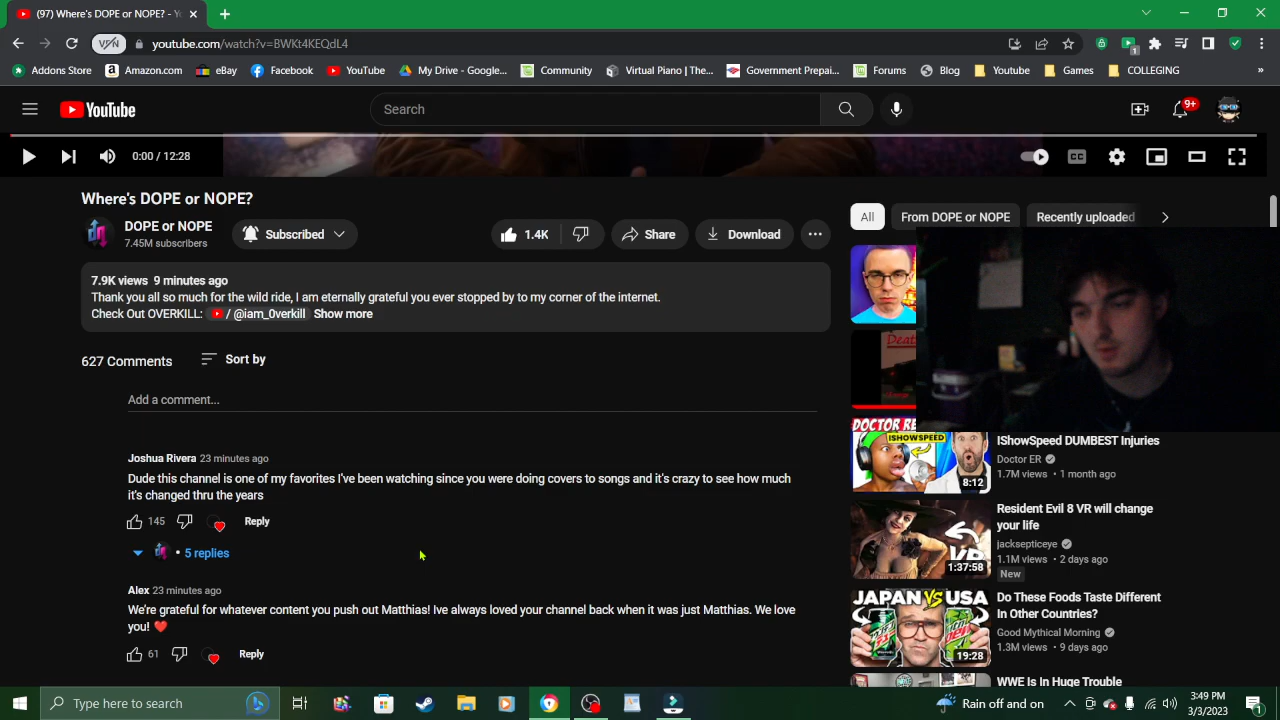 (97) Where's DOPE or NOPE? - Y
VPN
youtube.com/watch?v=BWKt4KEQdL4
1
Addons Store
Amazon.com
eBay
Facebook
YouTube
My Drive - Google...
Community
Virtual Piano | The...
Government Prepai...
Forums
Blog
Youtube
Games
COLLEGING
»
YouTube
Search
9+
0:00 / 12:28
CC
Where's DOPE or NOPE?
DOPE or NOPE
7.45M subscribers
Subscribed
1.4K
Share
Download
All
From DOPE or NOPE
Recently uploaded
7.9K views 9 minutes ago
Thank you all so much for the wild ride, I am eternally grateful you ever stopped by to my corner of the internet.
Check Out OVERKILL: / @iam_0verkill Show more
627 Comments
Sort by
Add a comment...
Joshua Rivera 23 minutes ago
Dude this channel is one of my favorites I've born watching since you were doing covers to songs and it's crazy to see how much
it's changed thru the years
145
Reply
• 5 replies
Alex 23 minutes ago
We're grateful for whatever content you push out Matthias! Ive always loved your channel back when it was just Matthias. We love
you! ❤️
61
Reply
DOCTOR RE
ISHOWSPEED
8:12
IShowSpeed DUMBEST Injuries
Doctor ER
1.7M views • 1 month ago
VR
1:37:58
Resident Evil 8 VR will change
your life
jacksepticeye
1.1M views • 2 days ago
New
JAPAN VS USA
19:28
Do These Foods Taste Different
In Other Countries?
Good Mythical Morning
1.3M views • 9 days ago
WWE Is In Huge Trouble
Type here to search
Rain off and on
3:49 PM
3/3/2023
1